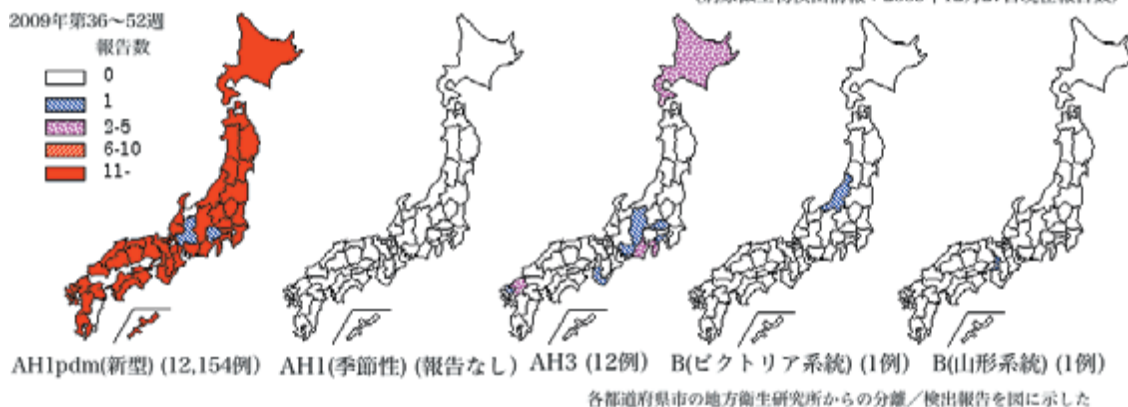 2009年第36～52週
報告数
0
1
2-5
6-10
11-
AH1pdm(新型) (12,154例)
AH1(季節性) (報告なし)
AH3 (12例)
B(ビクトリア系統) (1例)
B(山形系統) (1例)
各都道府県市の地方衛生研究所からの分離／検出報告を図に示した